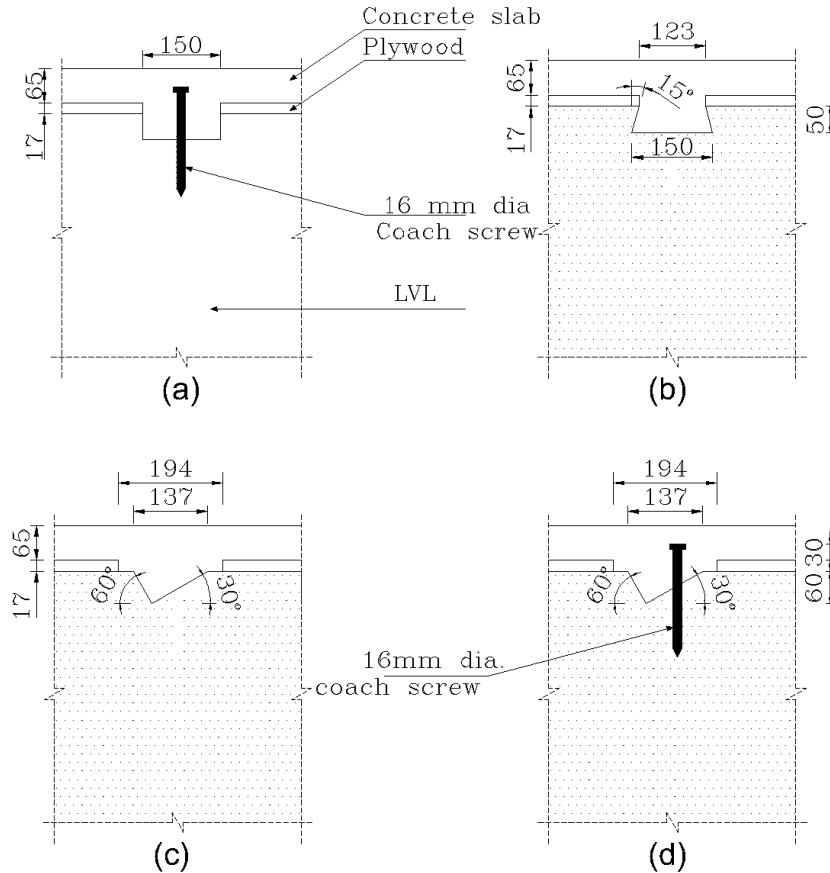 Concrete slab
150
Plywood
65
17
16 mm dia
Coach screw
LVL
(a)
123
65
15°
17
50
150
(b)
194
137
65
60°
30°
17
16mm dia.
coach screw
(c)
194
137
30
60°
30°
60
(d)